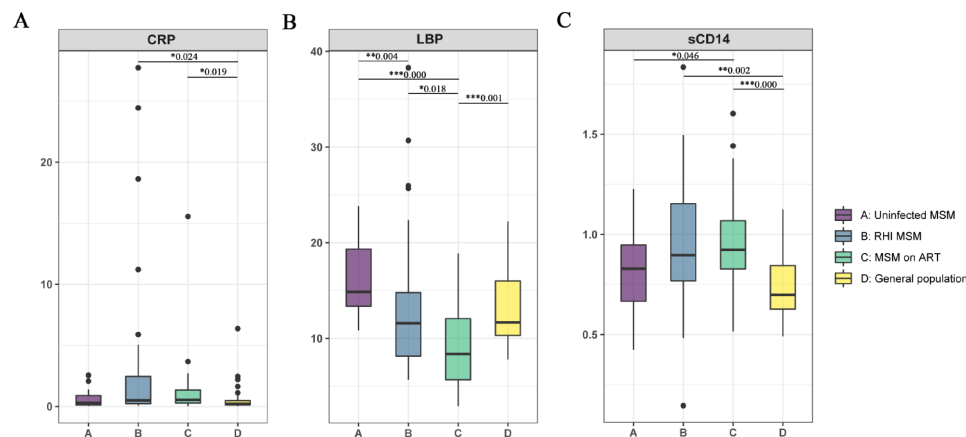 A
CRP
*0.024
*0.019
20
10
0
A B C D
B
LBP
40
**0.004
***0.000
*0.018
***0.001
30
20
10
A B C D
C
sCD14
*0.046
**0.002
***0.000
1.5
1.0
0.5
A B C D
A: Uninfected MSM
B: RHI MSM
C: MSM on ART
D: General population